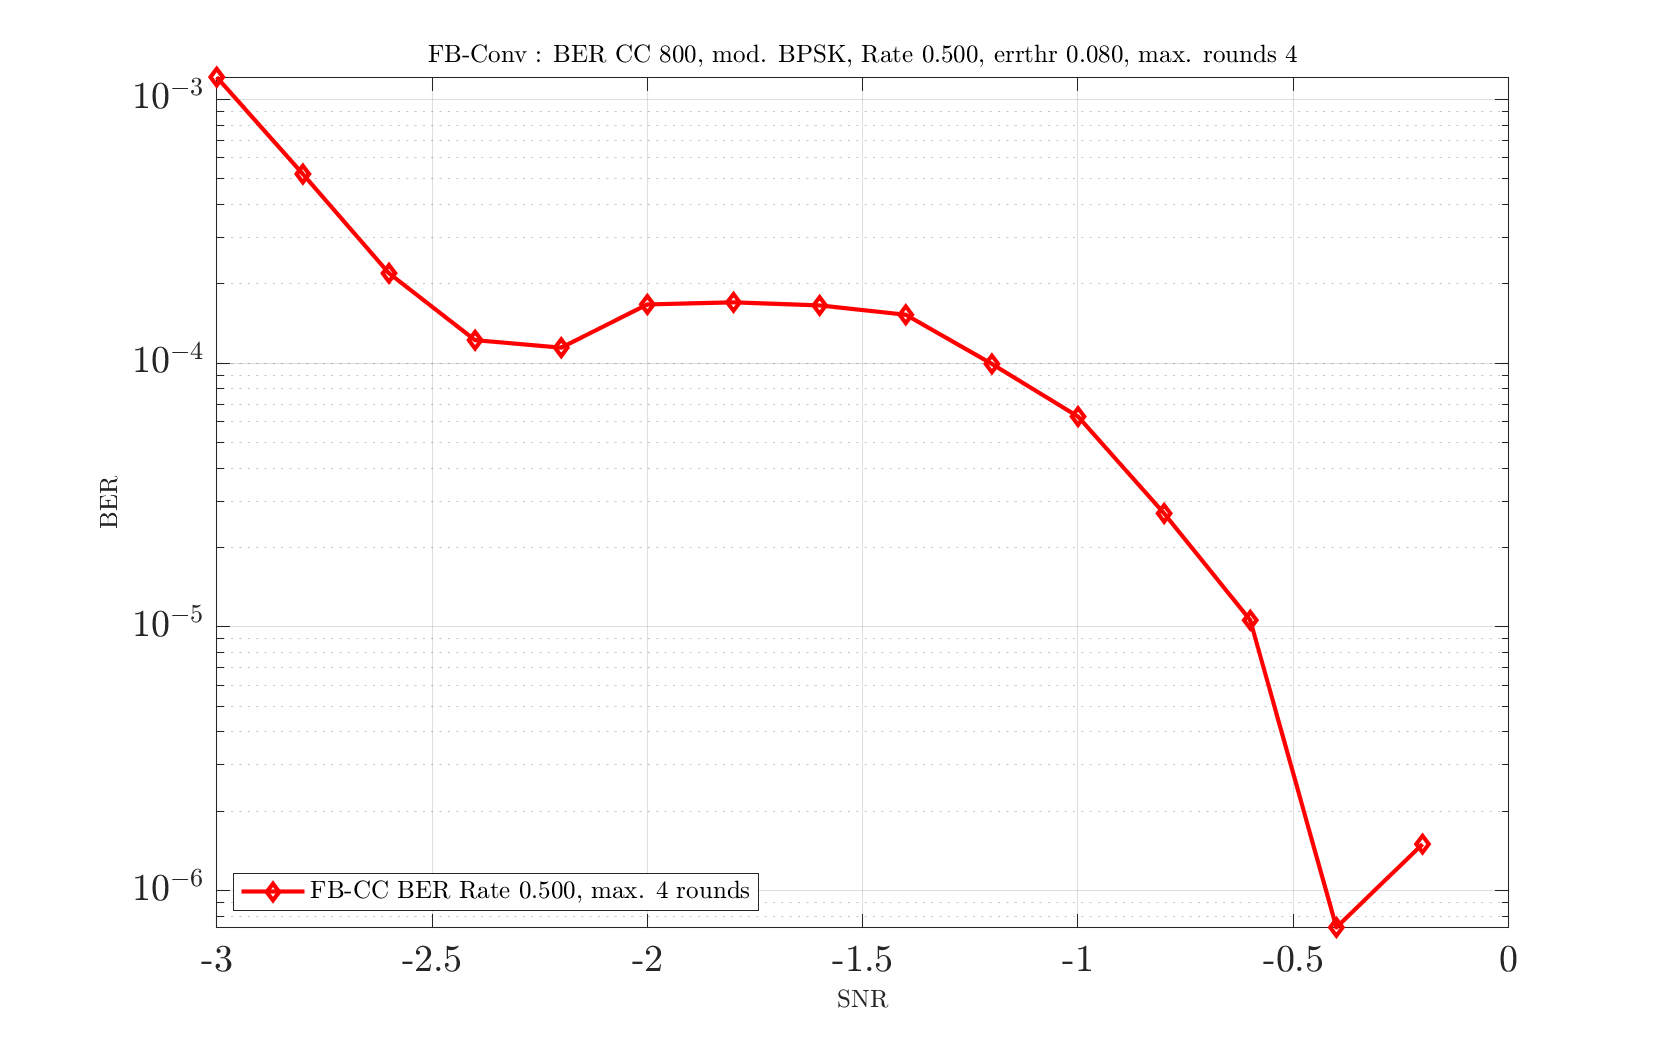 FB-Conv : BER CC 800, mod. BPSK, Rate 0.500, errthr 0.080, max. rounds 4
10⁻³
10⁻⁴
10⁻⁵
10⁻⁶
BER
FB-CC BER Rate 0.500, max. 4 rounds
-3 -2.5 -2 -1.5 -1 -0.5 0
SNR